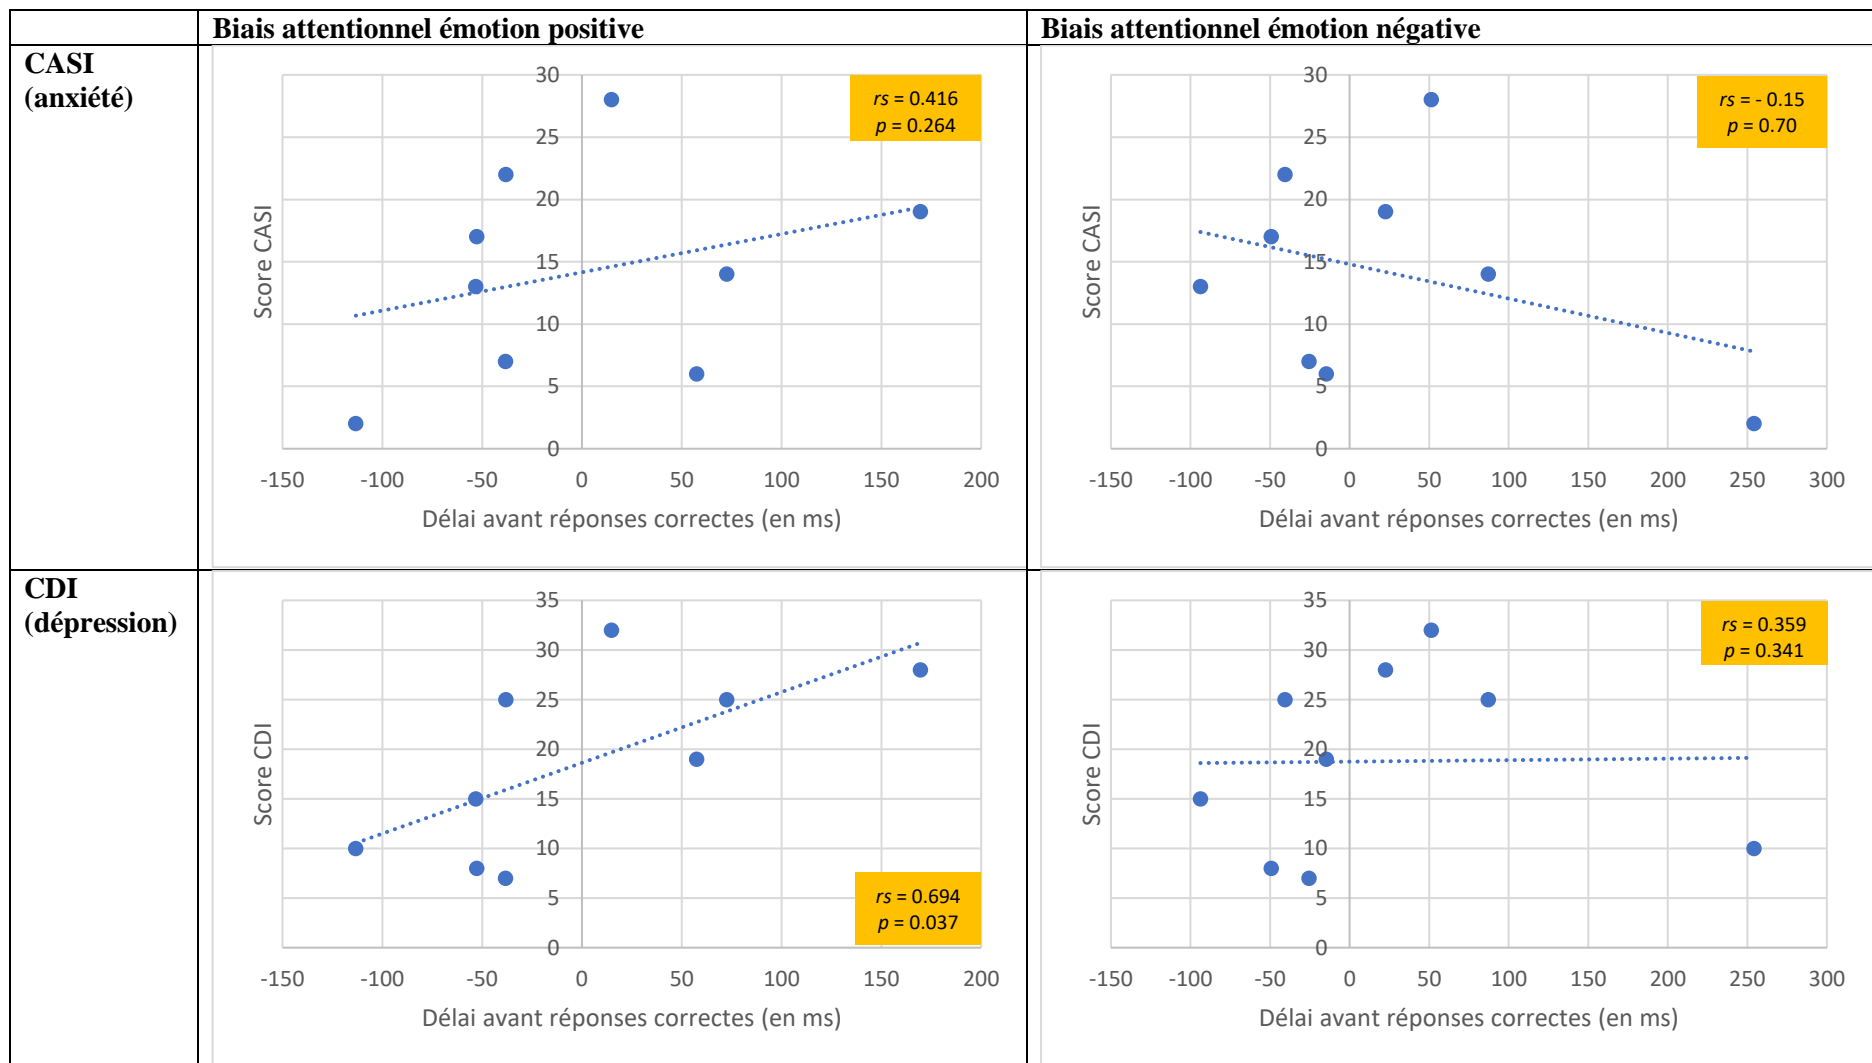 Biais attentionnel émotion positive
Biais attentionnel émotion négative
CASI
(anxiété)
Score CASI
30
25
20
15
10
5
0
-150 -100 -50 0 50 100 150 200
Délai avant réponses correctes (en ms)
rs = 0.416
p = 0.264
Score CASI
30
25
20
15
10
5
0
-150 -100 -50 0 50 100 150 200 250 300
Délai avant réponses correctes (en ms)
rs = - 0.15
p = 0.70
CDI
(dépression)
Score CDI
35
30
25
20
15
10
5
0
-150 -100 -50 0 50 100 150 200
Délai avant réponses correctes (en ms)
rs = 0.694
p = 0.037
Score CDI
35
30
25
20
15
10
5
0
-150 -100 -50 0 50 100 150 200 250 300
Délai avant réponses correctes (en ms)
rs = 0.359
p = 0.341